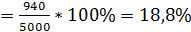 = 940/5000 * 100% = 18,8%